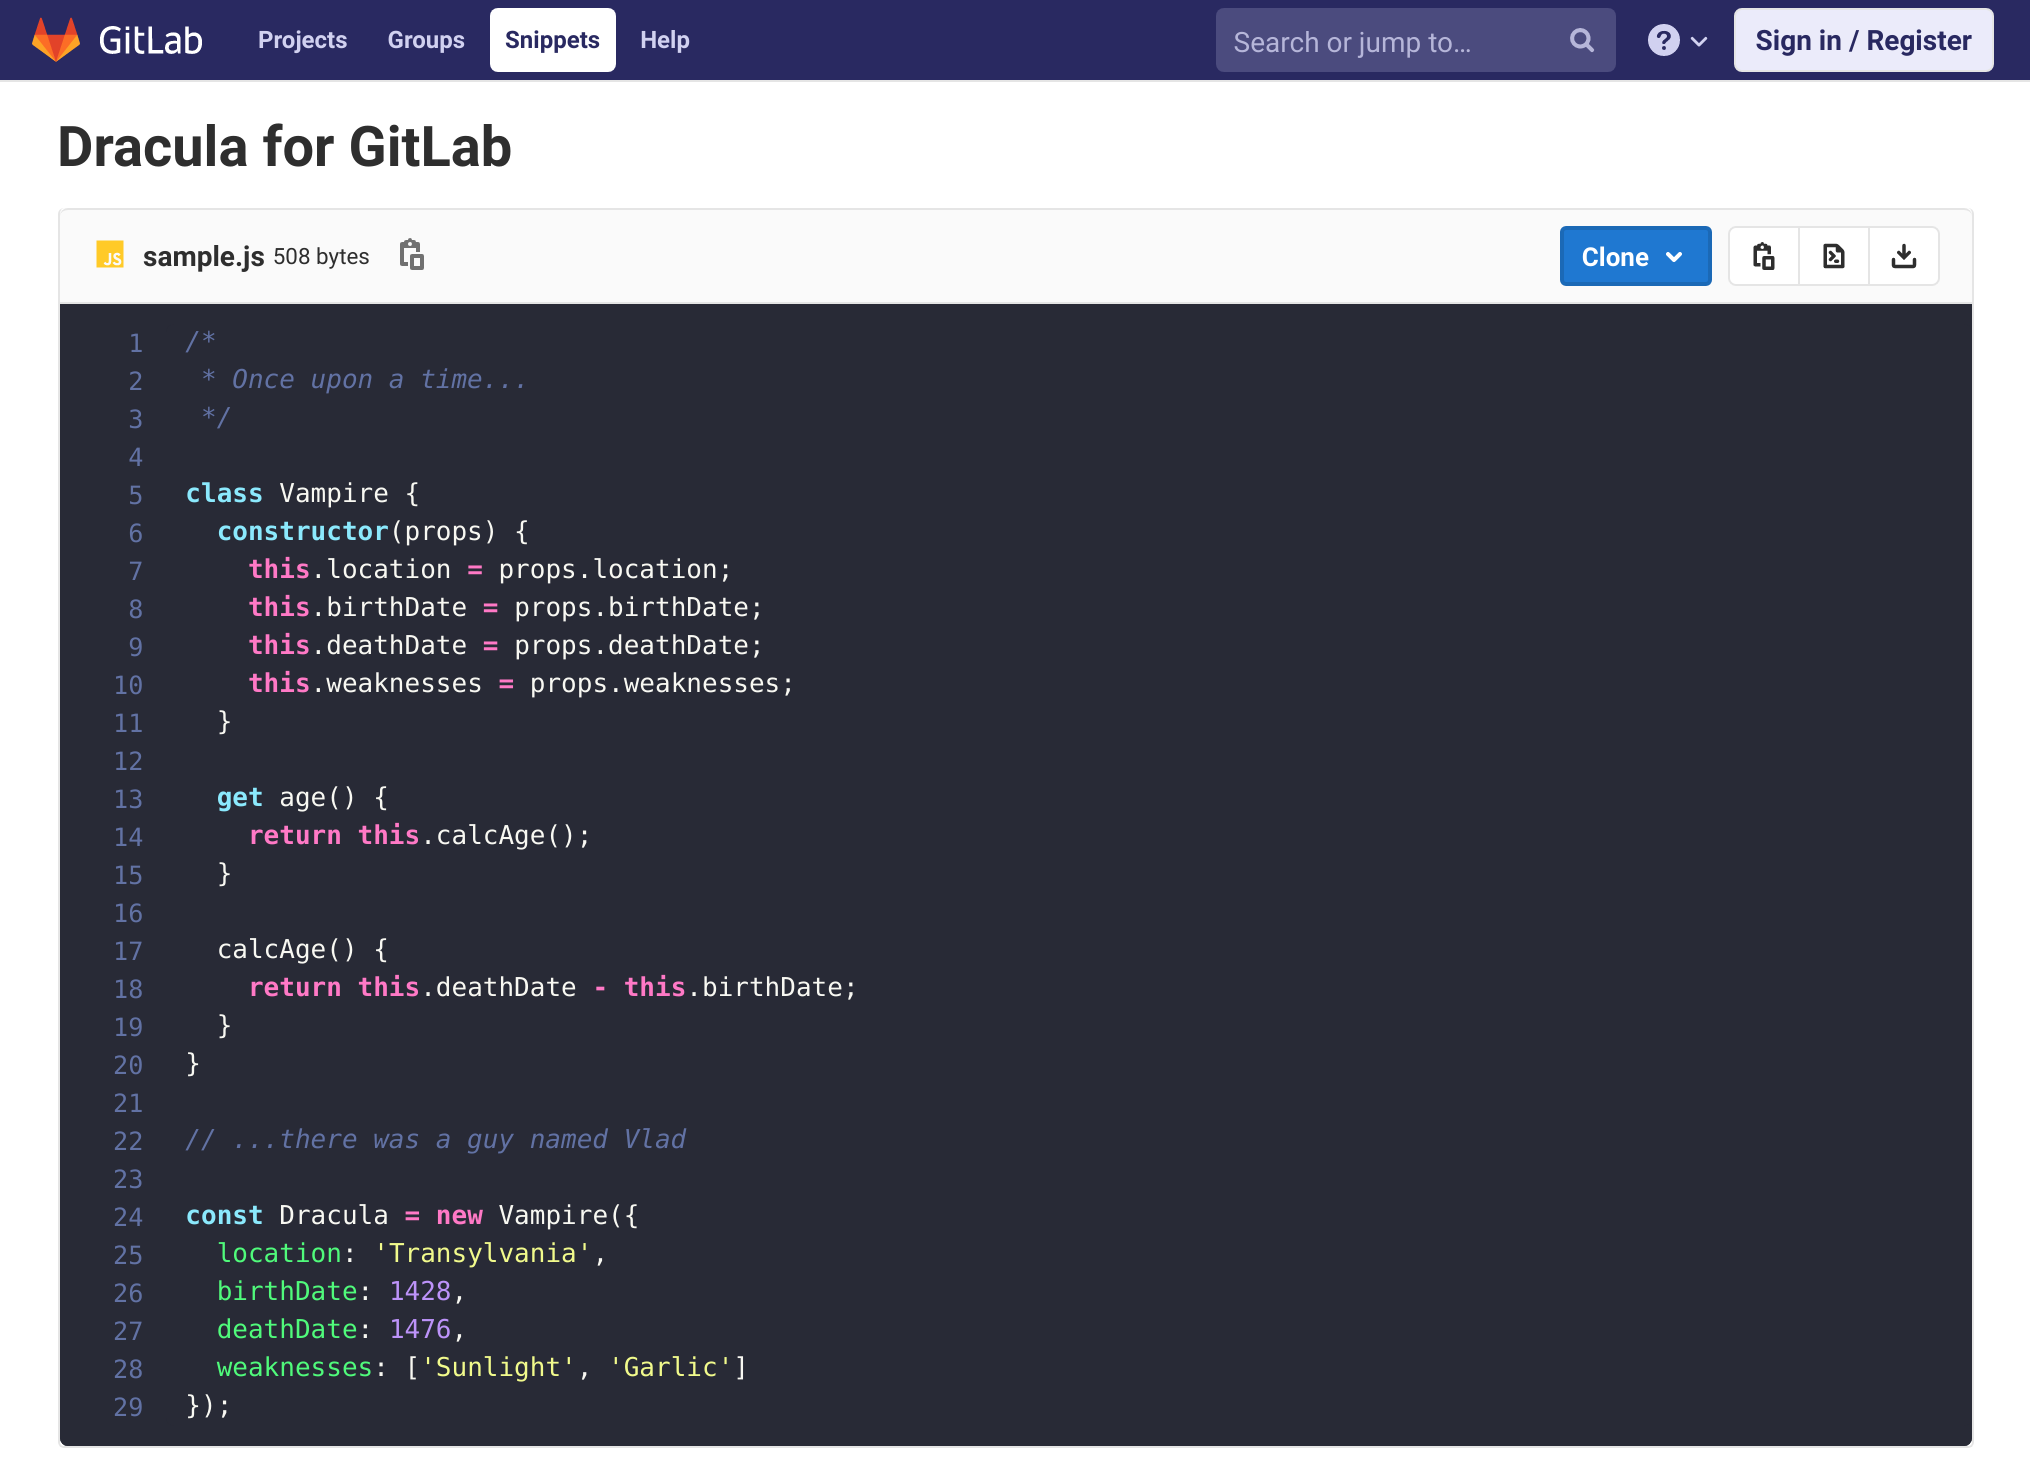 GitLab Projects Groups Snippets Help Search or jump to... ? Sign in / Register
Dracula for GitLab
JS sample.js 508 bytes Clone
1 /*
2  * Once upon a time...
3  */
4
5 class Vampire {
6   constructor(props) {
7     this.location = props.location;
8     this.birthDate = props.birthDate;
9     this.deathDate = props.deathDate;
10     this.weaknesses = props.weaknesses;
11   }
12
13   get age() {
14     return this.calcAge();
15   }
16
17   calcAge() {
18     return this.deathDate - this.birthDate;
19   }
20 }
21
22 // ...there was a guy named Vlad
23
24 const Dracula = new Vampire({
25   location: 'Transylvania',
26   birthDate: 1428,
27   deathDate: 1476,
28   weaknesses: ['Sunlight', 'Garlic']
29 });